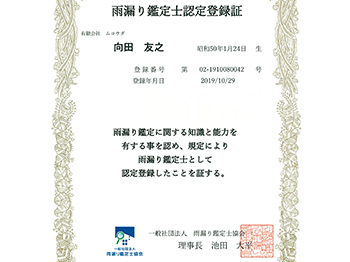 雨漏り鑑定士認定登録証
有限会社 ムコウダ
向田 友之 昭和50年1月24日 生
登録番号 第 02-1910080042 号
登録年月日 2019/10/29
雨漏り鑑定に関する知識と能力を
有する事を認め、規定により
雨漏り鑑定士として
認定登録したことを証する。
一般社団法人 雨漏り鑑定士協会
理事長 池田 大平
一般社団法人
雨漏り鑑定士協会